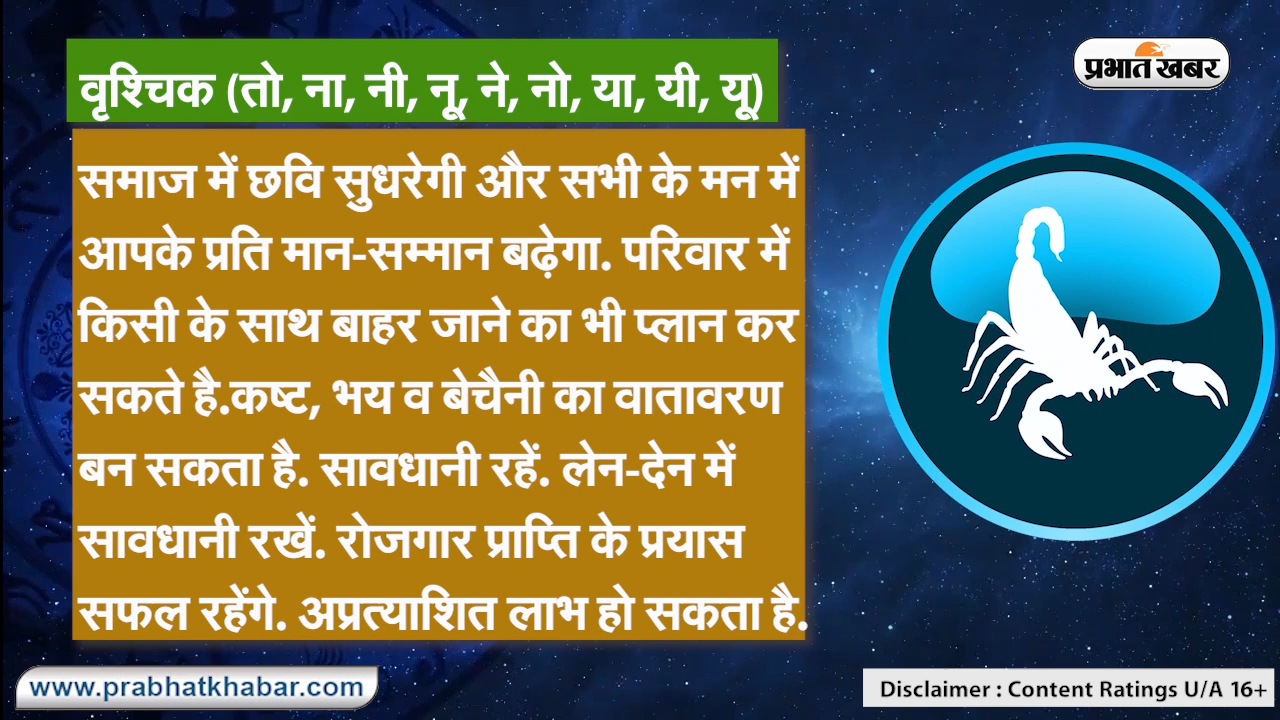 वृश्चिक (तो, ना, नी, नू, ने, नो, या, यी, यू)
प्रभात खबर
समाज में छवि सुधरेगी और सभी के मन में
आपके प्रति मान-सम्मान बढ़ेगा. परिवार में
किसी के साथ बाहर जाने का भी प्लान कर
सकते है.कष्ट, भय व बेचैनी का वातावरण
बन सकता है. सावधानी रहें. लेन-देन में
सावधानी रखें. रोजगार प्राप्ति के प्रयास
सफल रहेंगे. अप्रत्याशित लाभ हो सकता है.
www.prabhatkhabar.com
Disclaimer : Content Ratings U/A 16+